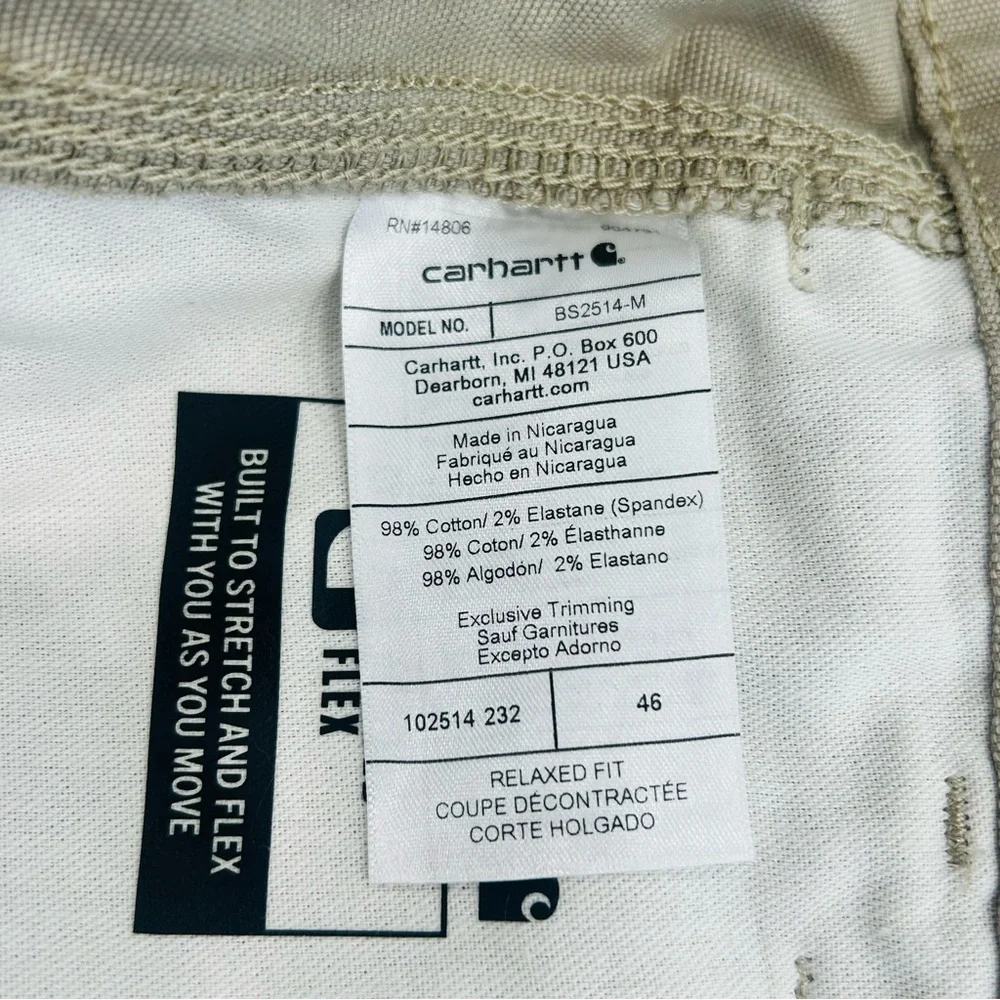 RN#14806
carhartt
MODEL NO. BS2514-M
Carhartt, Inc. P.O. Box 600
Dearborn, MI 48121 USA
carhartt.com
Made in Nicaragua
Fabriqué au Nicaragua
Hecho en Nicaragua
98% Cotton/ 2% Elastane (Spandex)
98% Coton/ 2% Élasthanne
98% Algodón/ 2% Elastano
Exclusive Trimming
Sauf Garnitures
Excepto Adorno
102514 232 46
RELAXED FIT
COUPE DÉCONTRACTÉE
CORTE HOLGADO
BUILT TO STRETCH AND FLEX
WITH YOU AS YOU MOVE
FLEX